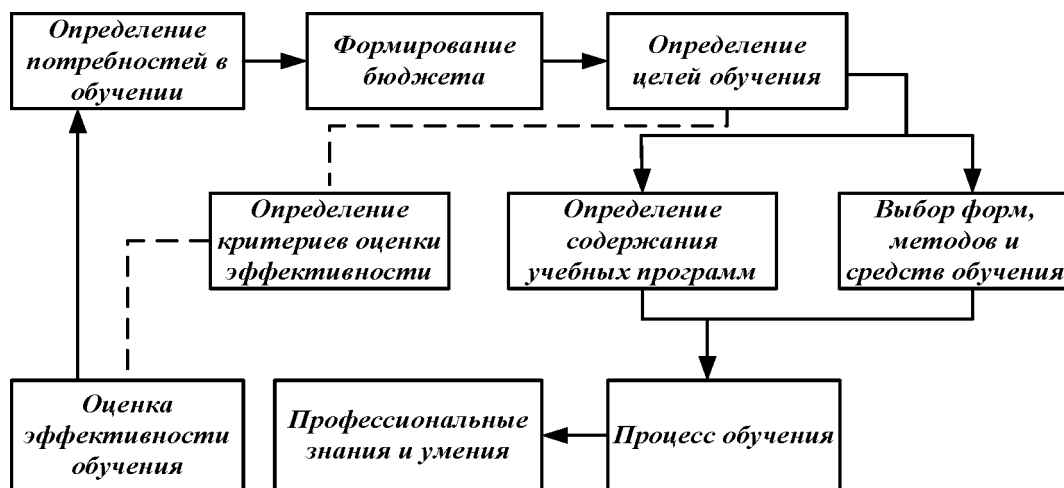 Определение
потребностей в
обучении
Формирование
бюджета
Определение
целей обучения
Определение
критериев оценки
эффективности
Определение
содержания
учебных программ
Выбор форм,
методов и
средств обучения
Оценка
эффективности
обучения
Профессиональные
знания и умения
Процесс обучения